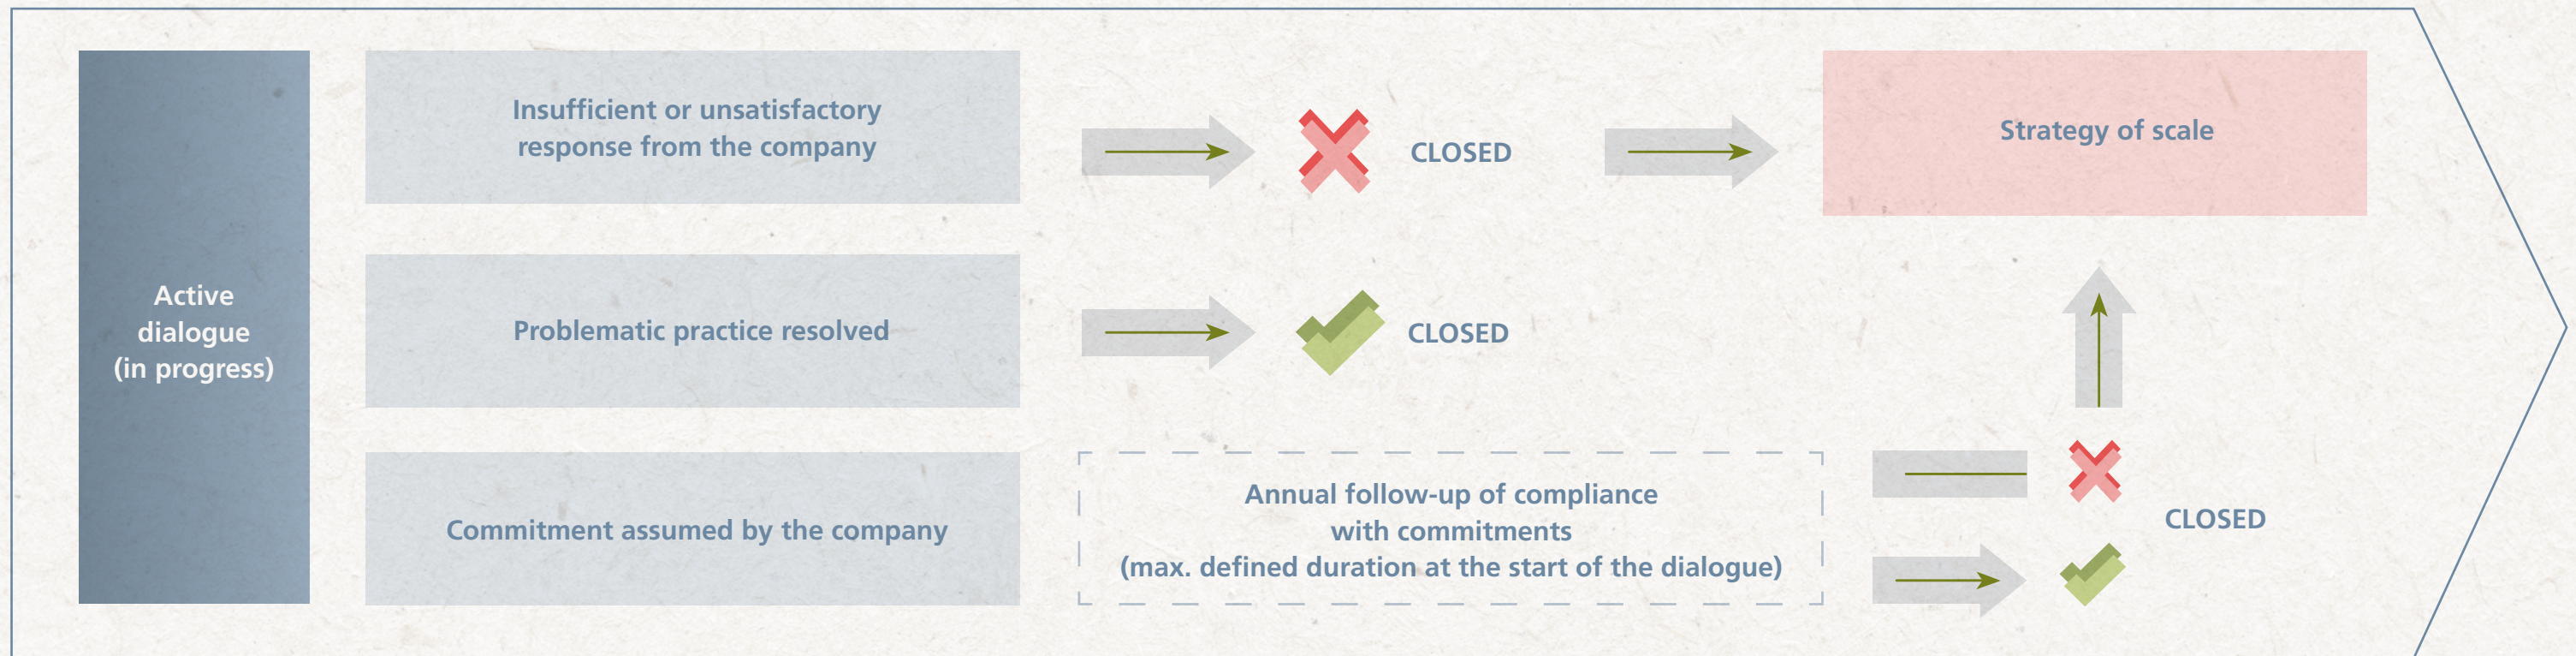 Active
dialogue
(in progress)
Insufficient or unsatisfactory
response from the company
CLOSED
Strategy of scale
Problematic practice resolved
CLOSED
Commitment assumed by the company
Annual follow-up of compliance
with commitments
(max. defined duration at the start of the dialogue)
CLOSED